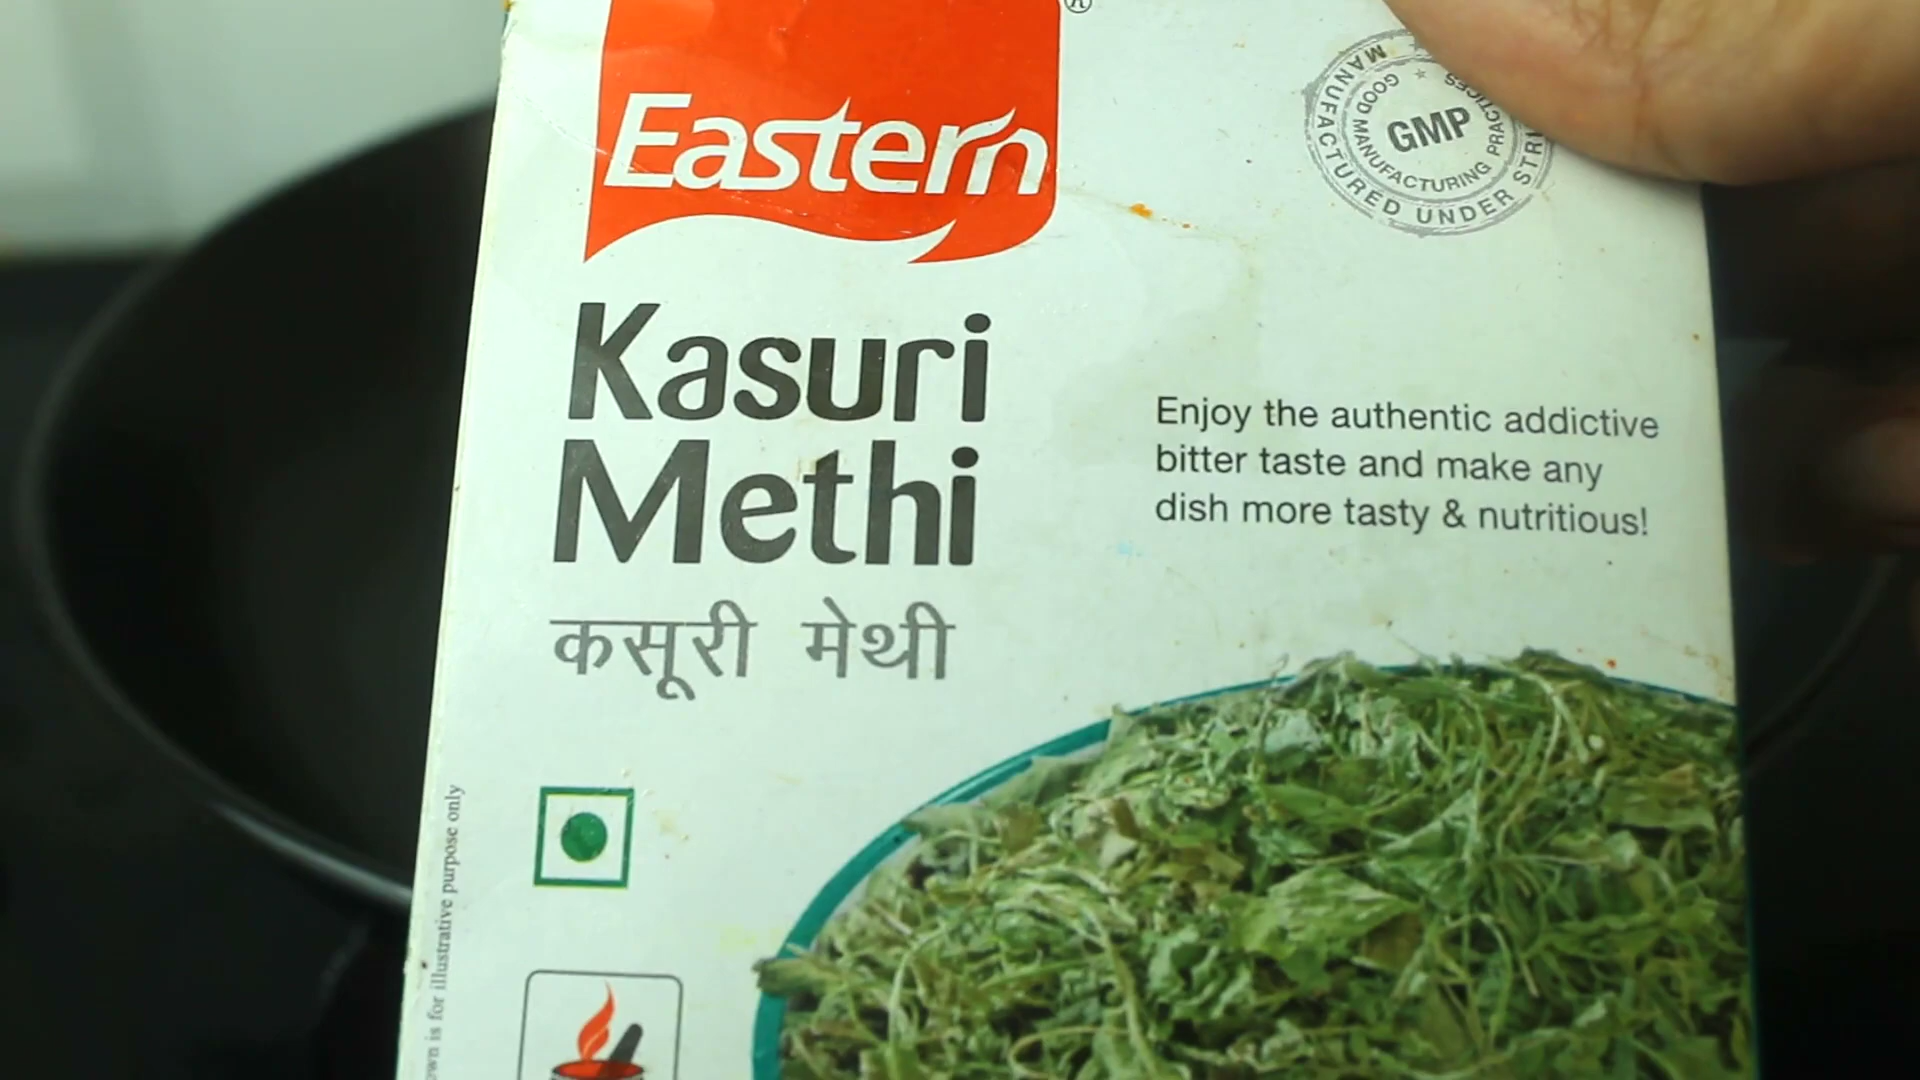 Eastern
®
MANUFACTURED UNDER
GOOD MANUFACTURING PRACTICES
GMP
Kasuri
Methi
कसूरी मेथी
Enjoy the authentic addictive
bitter taste and make any
dish more tasty & nutritious!
is for illustrative purpose only